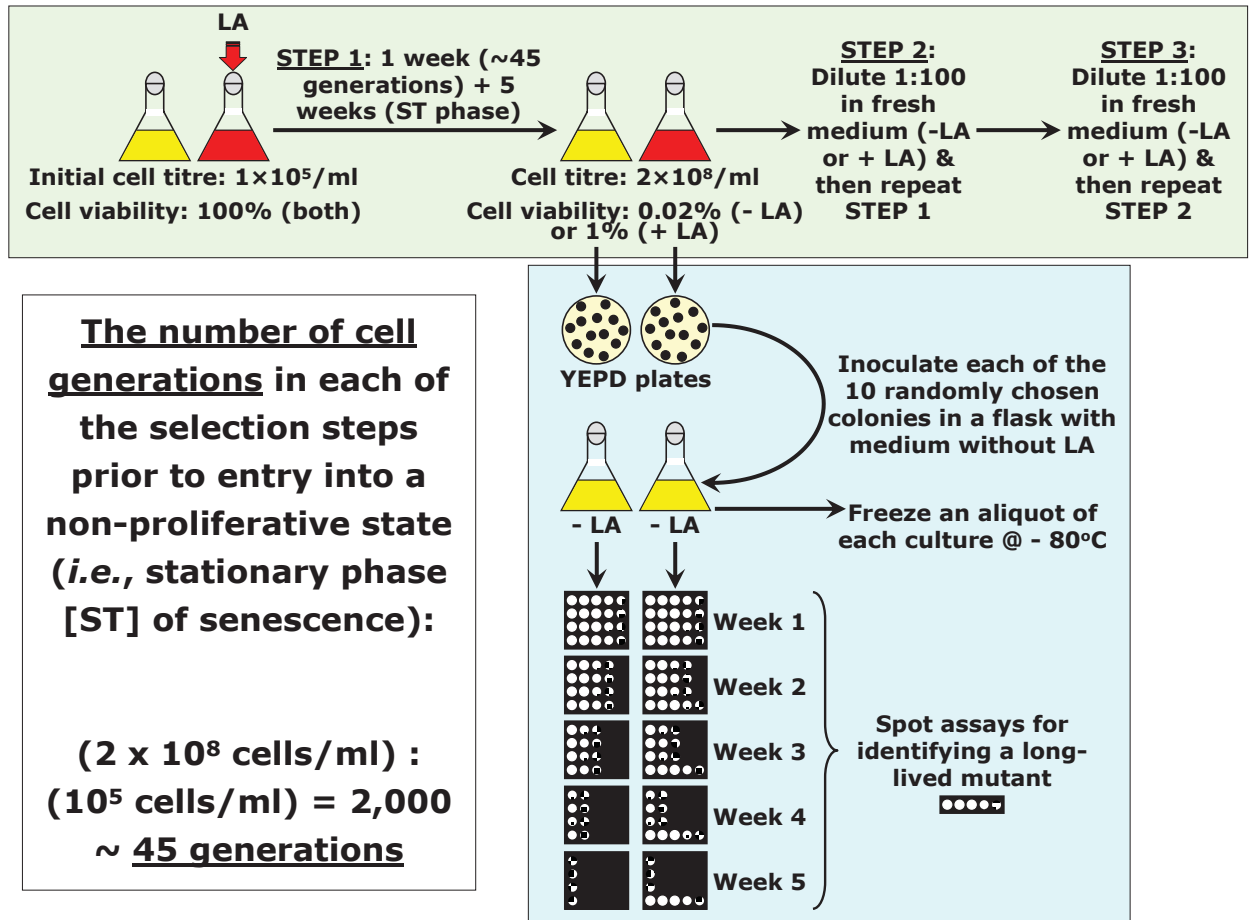 LA
STEP 1: 1 week (~45
generations) + 5
weeks (ST phase)
Initial cell titre: 1×10⁵/ml
Cell viability: 100% (both)
Cell titre: 2×10⁸/ml
Cell viability: 0.02% (- LA)
or 1% (+ LA)
STEP 2:
Dilute 1:100
in fresh
medium (-LA
or + LA) &
then repeat
STEP 1
STEP 3:
Dilute 1:100
in fresh
medium (-LA
or + LA) &
then repeat
STEP 2
The number of cell
generations in each of
the selection steps
prior to entry into a
non-proliferative state
(i.e., stationary phase
[ST] of senescence):
(2 x 10⁸ cells/ml) :
(10⁵ cells/ml) = 2,000
~ 45 generations
YEPD plates
Inoculate each of the
10 randomly chosen
colonies in a flask with
medium without LA
- LA
- LA
Freeze an aliquot of
each culture @ - 80ºC
Week 1
Week 2
Week 3
Week 4
Week 5
Spot assays for
identifying a long-
lived mutant